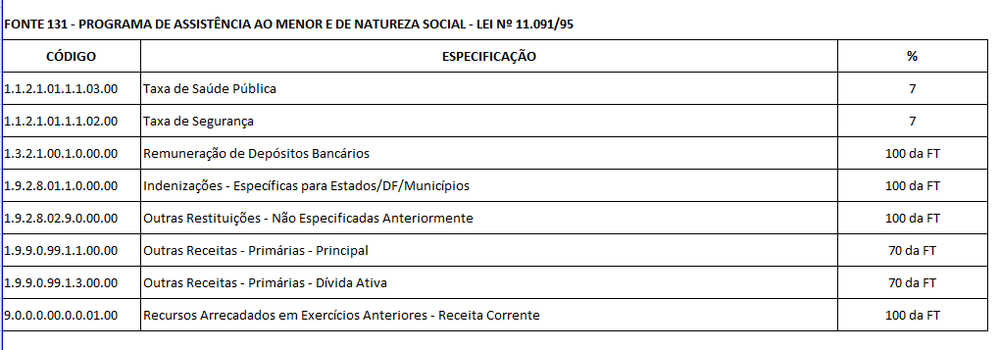 FONTE 131 - PROGRAMA DE ASSISTÊNCIA AO MENOR E DE NATUREZA SOCIAL - LEI Nº 11.091/95
CÓDIGO ESPECIFICAÇÃO %
1.1.2.1.01.1.1.03.00 Taxa de Saúde Pública 7
1.1.2.1.01.1.1.02.00 Taxa de Segurança 7
1.3.2.1.00.1.0.00.00 Remuneração de Depósitos Bancários 100 da FT
1.9.2.8.01.1.0.00.00 Indenizações - Específicas para Estados/DF/Municípios 100 da FT
1.9.2.8.02.9.0.00.00 Outras Restituições - Não Especificadas Anteriormente 100 da FT
1.9.9.0.99.1.1.00.00 Outras Receitas - Primárias - Principal 70 da FT
1.9.9.0.99.1.3.00.00 Outras Receitas - Primárias - Dívida Ativa 70 da FT
9.0.0.0.00.0.0.01.00 Recursos Arrecadados em Exercícios Anteriores - Receita Corrente 100 da FT